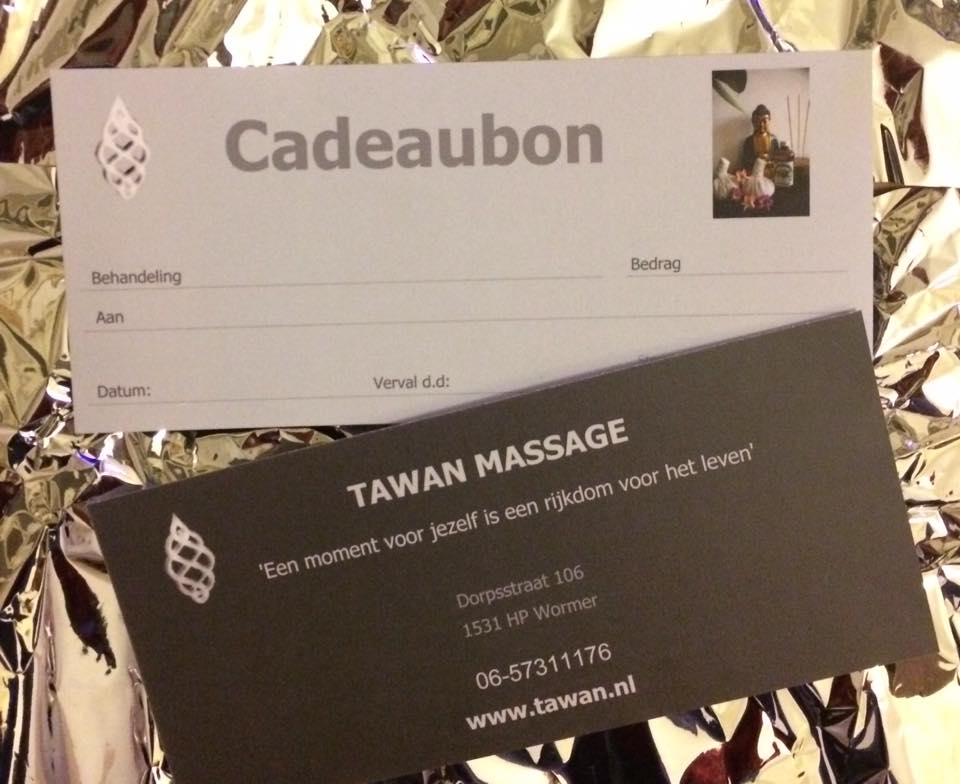 Cadeaubon
Behandeling
Bedrag
Aan
Datum:
Verval d.d:
TAWAN MASSAGE
'Een moment voor jezelf is een rijkdom voor het leven'
Dorpsstraat 106
1531 HP Wormer
06-57311176
www.tawan.nl